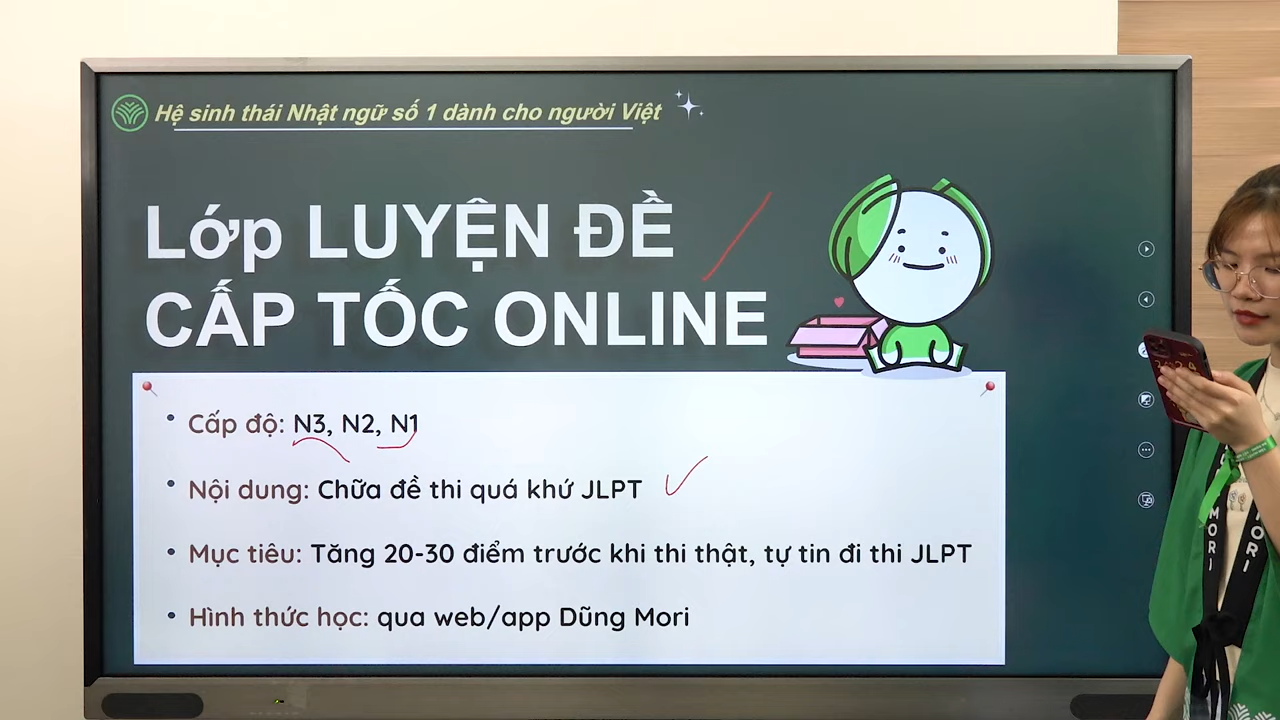 Hệ sinh thái Nhật ngữ số 1 dành cho người Việt
Lớp LUYỆN ĐỀ
CẤP TỐC ONLINE
• Cấp độ: N3, N2, N1
• Nội dung: Chữa đề thi quá khứ JLPT
• Mục tiêu: Tăng 20-30 điểm trước khi thi thật, tự tin đi thi JLPT
• Hình thức học: qua web/app Dũng Mori
MORI
MORI